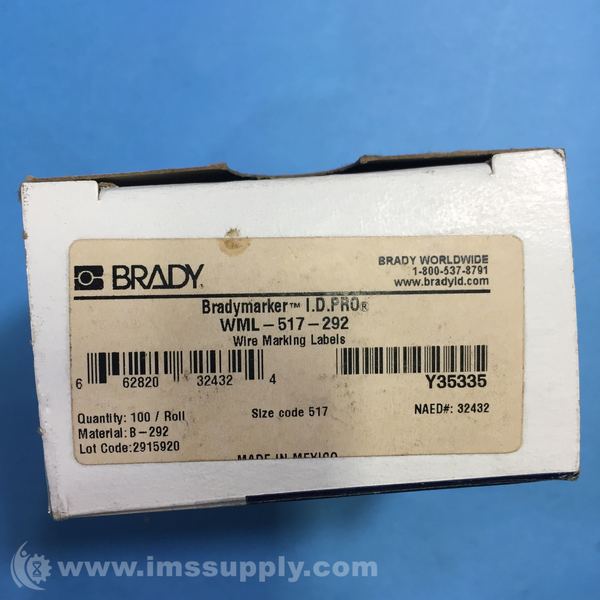 BRADY
BRADY WORLDWIDE
1-800-537-8791
www.bradyid.com
Bradymarker™ I.D.PRO®
WML-517-292
Wire Marking Labels
6 62820 32432 4
Y35335
Quantity: 100 / Roll
Size code 517
NAED#: 32432
Material: B-292
Lot Code:2915920
MADE IN MEXICO
www.imssupply.com